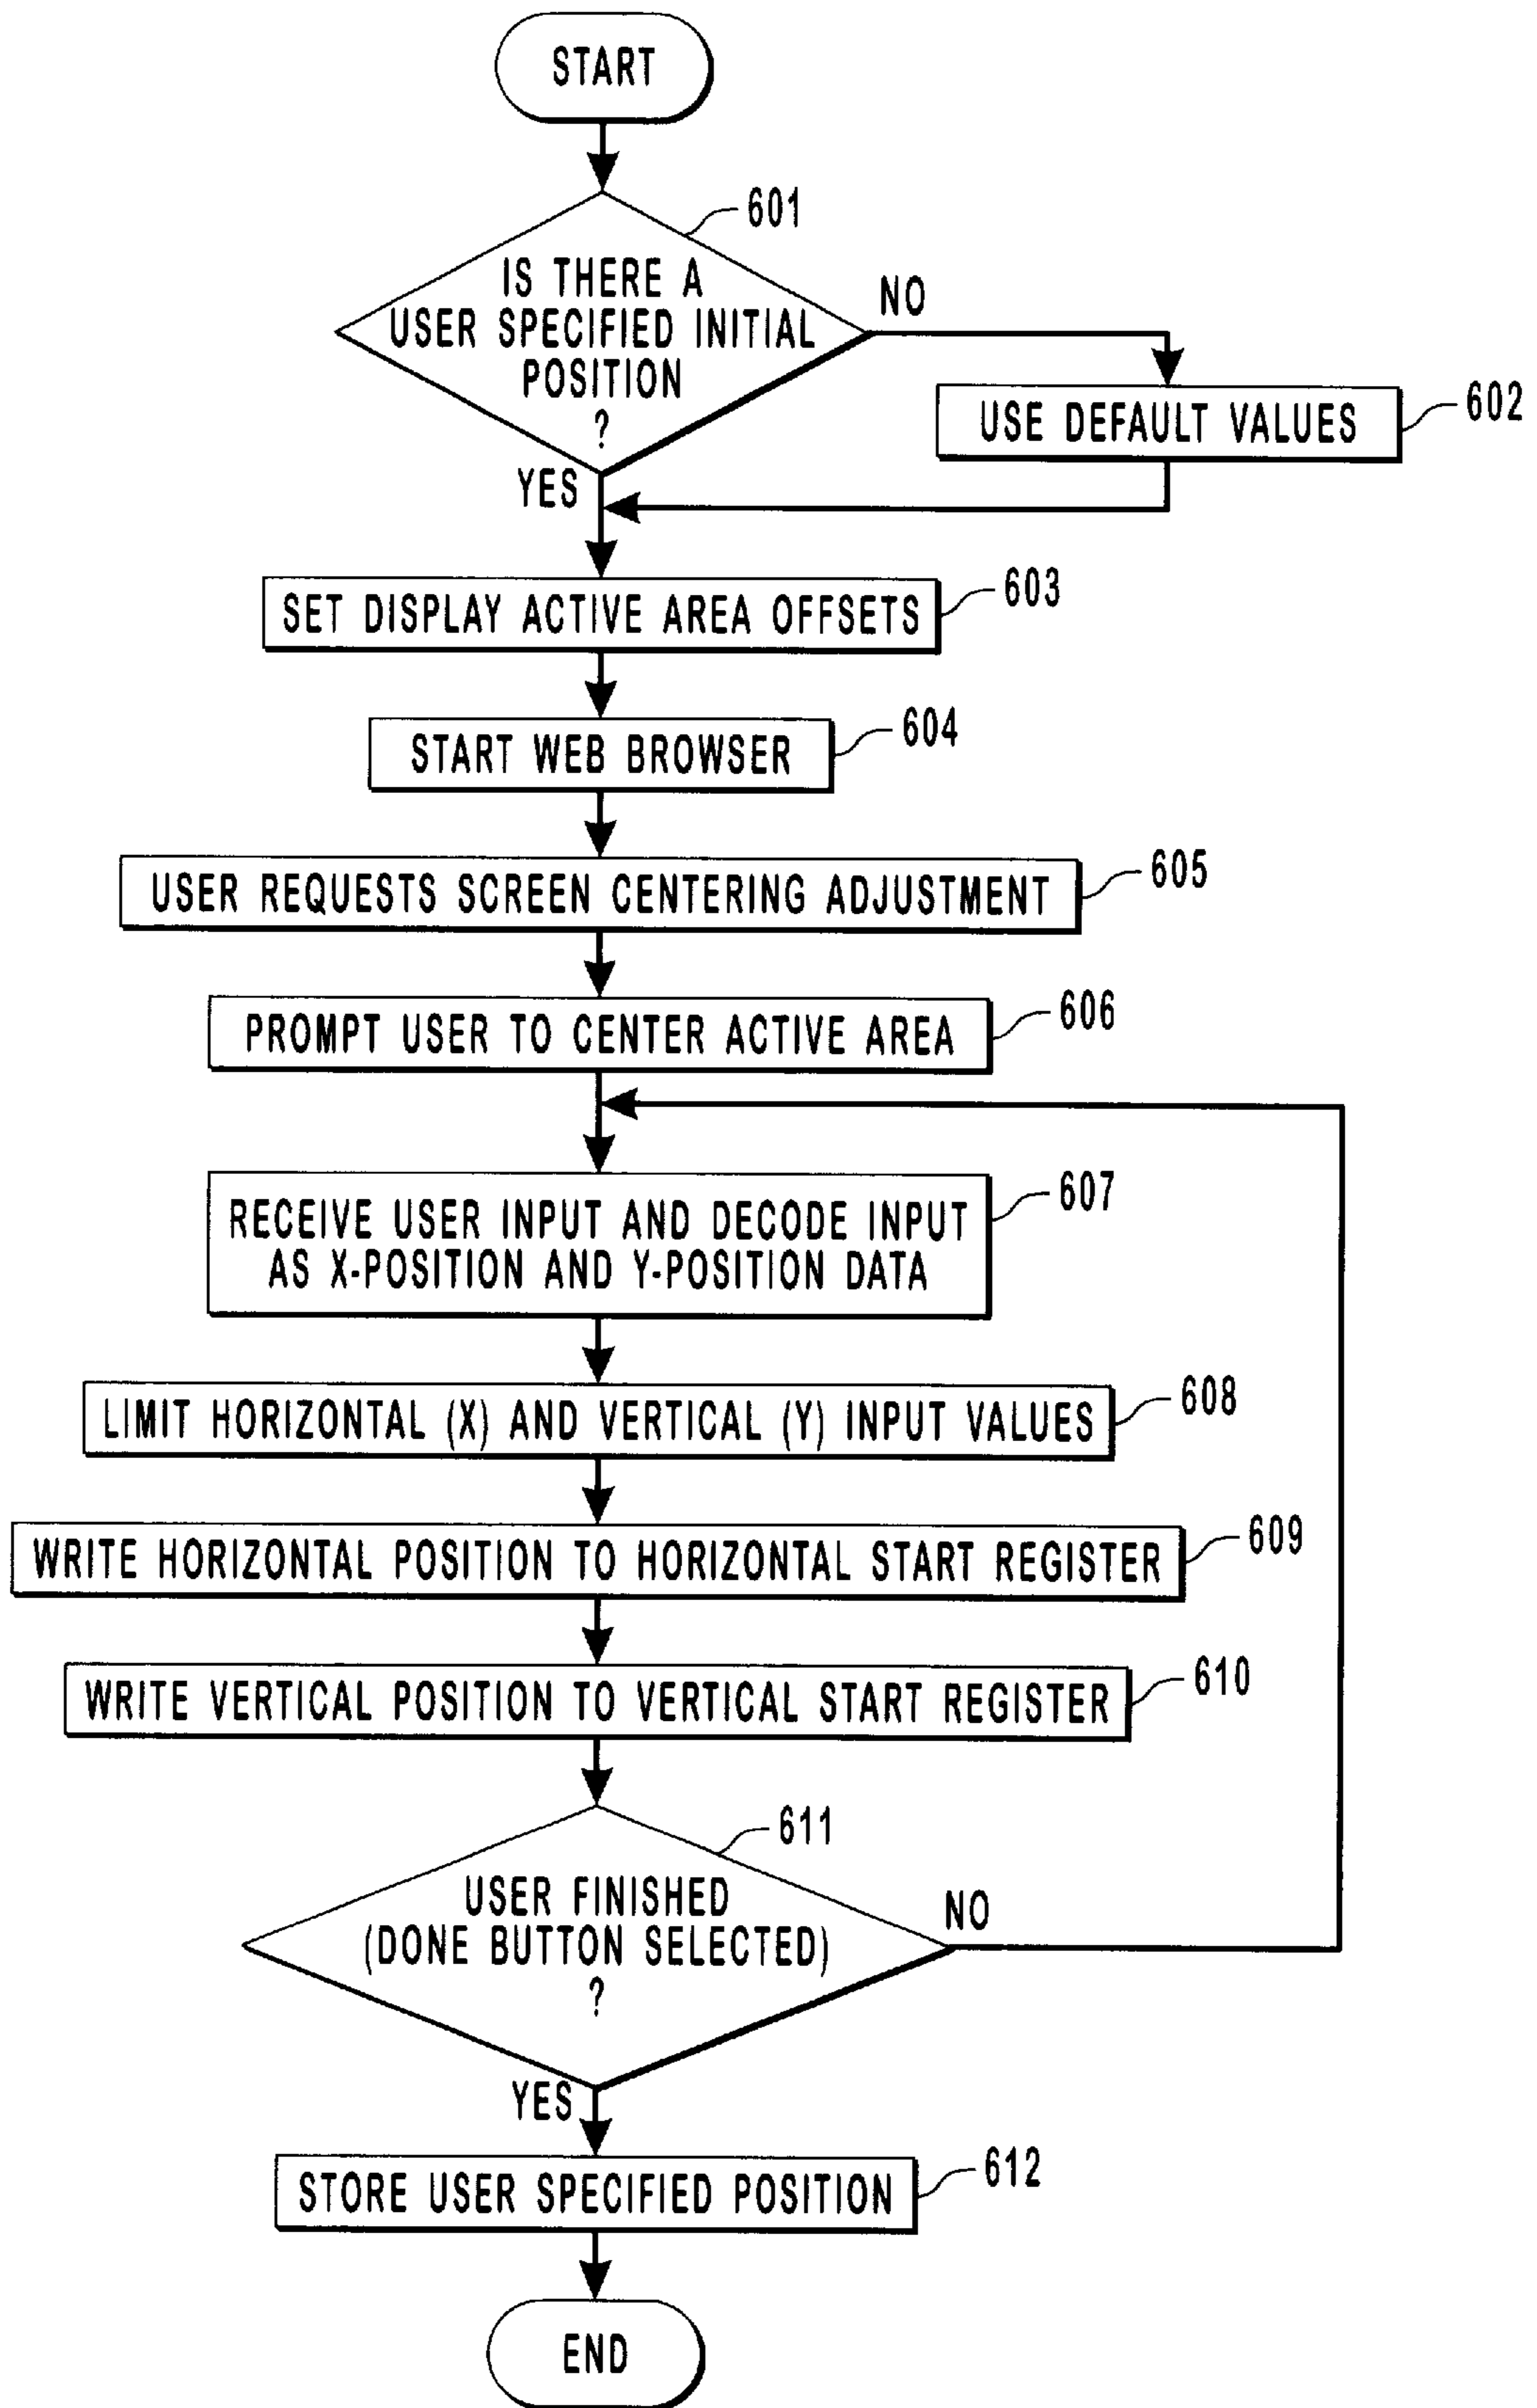 START
601
IS THERE A
USER SPECIFIED INITIAL
POSITION
?
NO
YES
USE DEFAULT VALUES
602
SET DISPLAY ACTIVE AREA OFFSETS
603
START WEB BROWSER
604
USER REQUESTS SCREEN CENTERING ADJUSTMENT
605
PROMPT USER TO CENTER ACTIVE AREA
606
RECEIVE USER INPUT AND DECODE INPUT
AS X-POSITION AND Y-POSITION DATA
607
LIMIT HORIZONTAL (X) AND VERTICAL (Y) INPUT VALUES
608
WRITE HORIZONTAL POSITION TO HORIZONTAL START REGISTER
609
WRITE VERTICAL POSITION TO VERTICAL START REGISTER
610
611
USER FINISHED
(DONE BUTTON SELECTED)
?
NO
YES
STORE USER SPECIFIED POSITION
612
END